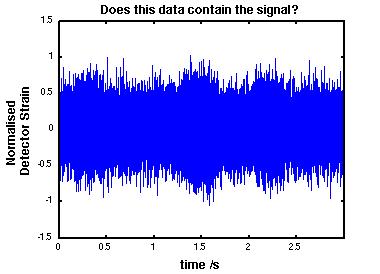 Does this data contain the signal?
1.5
1
0.5
0
-0.5
-1
-1.5
Normalised
Detector Strain
0 0.5 1 1.5 2 2.5
time /s